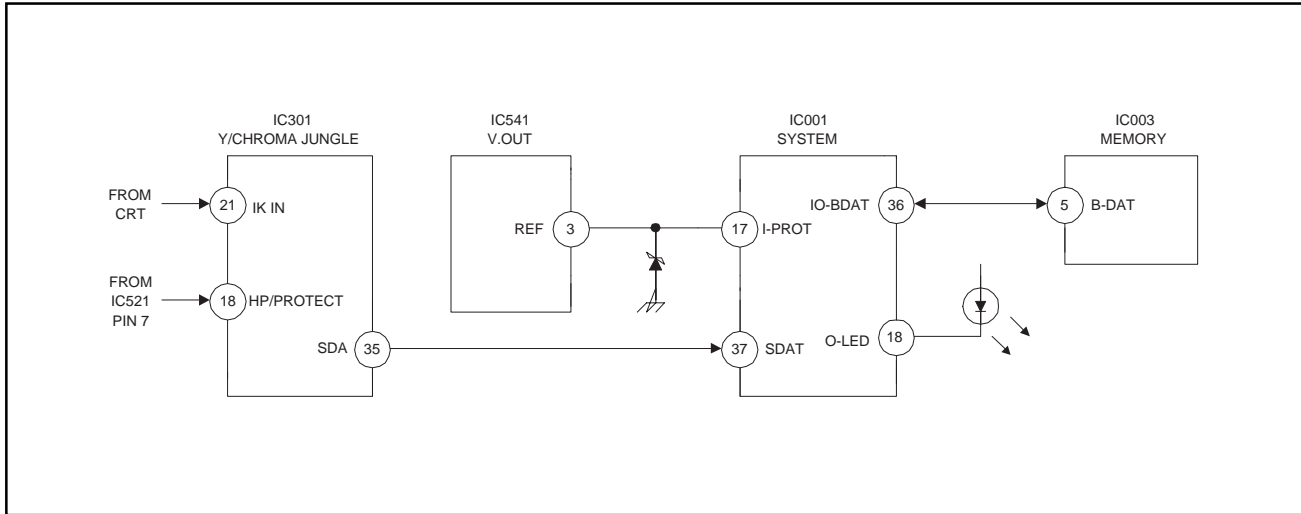 IC301
Y/CHROMA JUNGLE
IC541
V.OUT
IC001
SYSTEM
IC003
MEMORY
FROM
CRT
21
IK IN
FROM
IC521
PIN 7
18
HP/PROTECT
SDA
35
REF
3
17
I-PROT
37
SDAT
IO-BDAT
36
O-LED
18
5
B-DAT